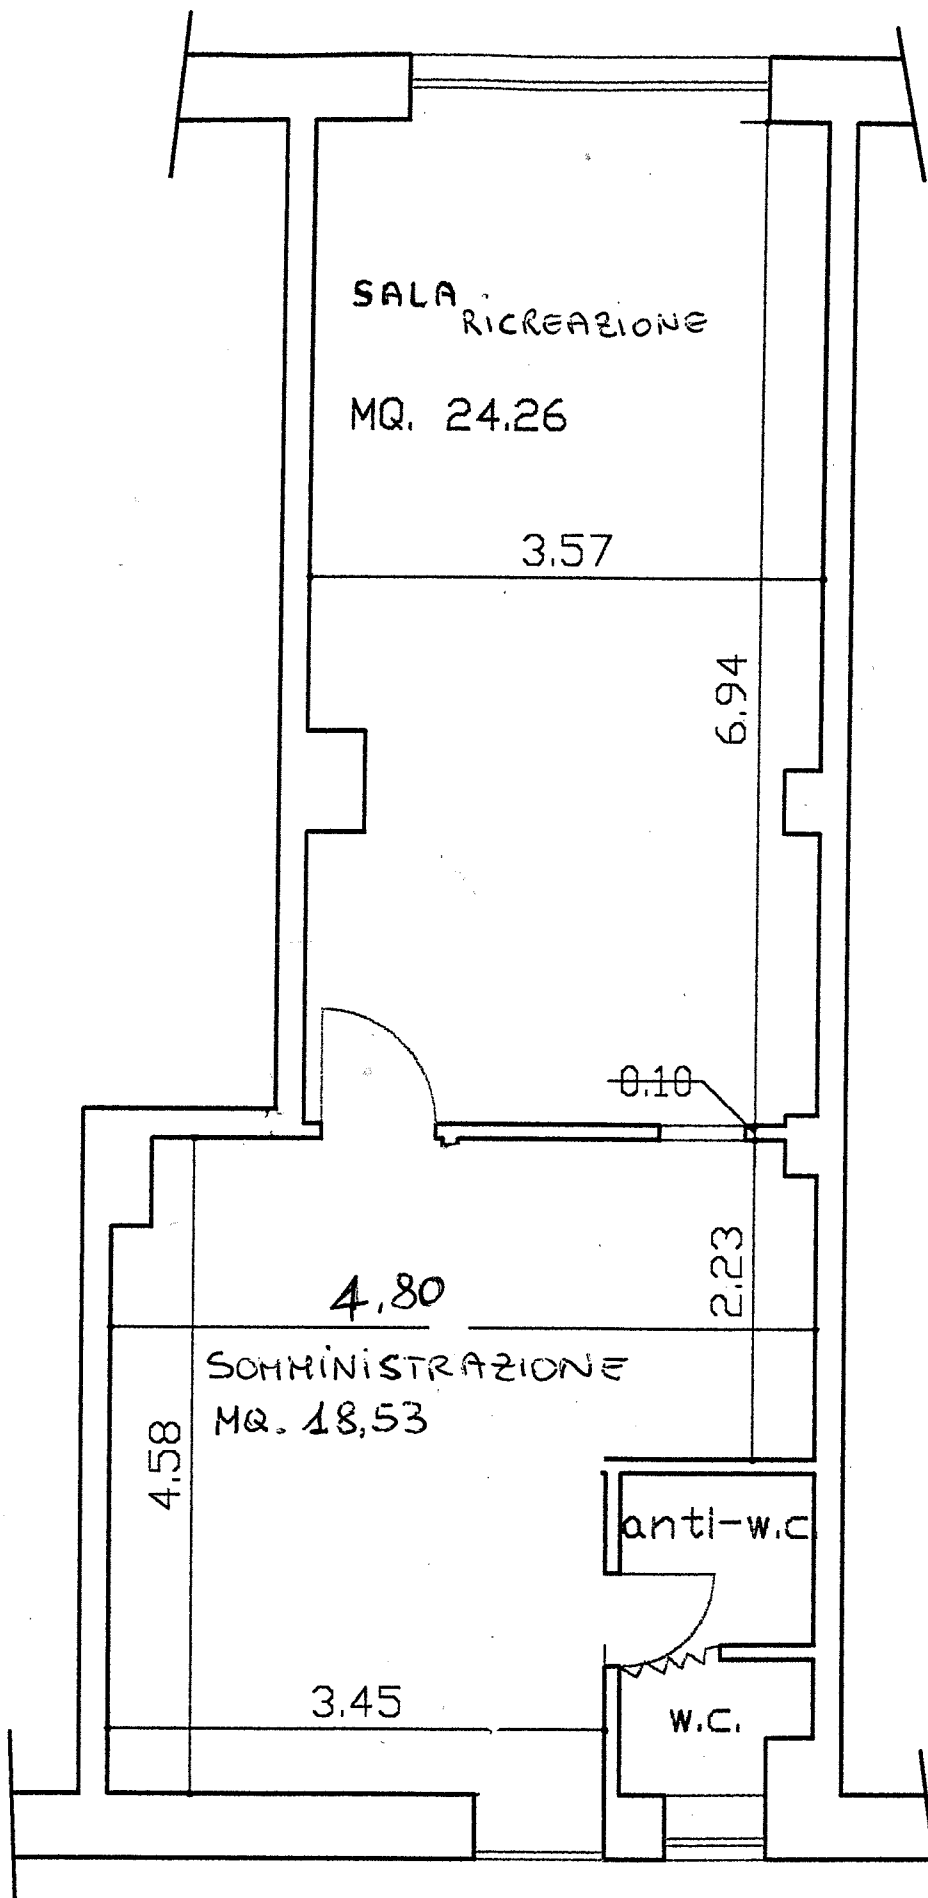 SALA
RICREAZIONE
MQ. 24.26
3.57
6.94
0.10
2.23
4,80
SOMMINISTRAZIONE
MQ. 18,53
4.58
anti-w.c.
3.45
w.c.